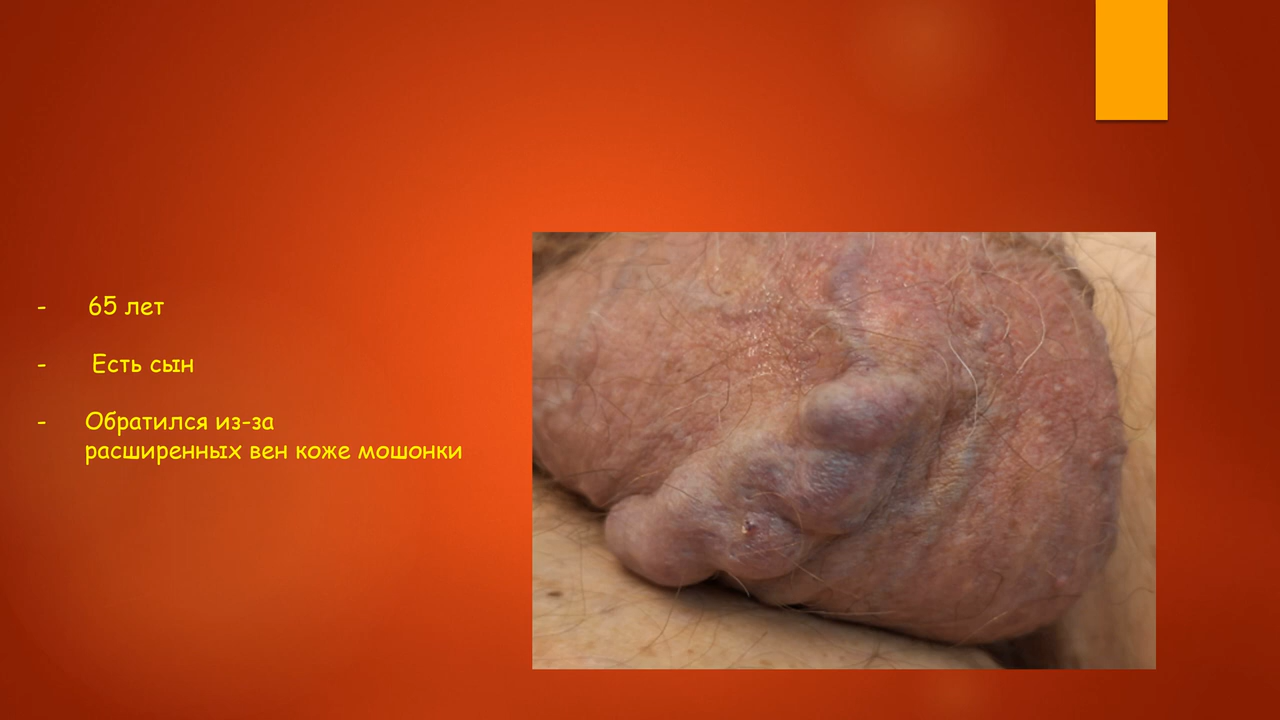 - 65 лет
- Есть сын
- Обратился из-за
расширенных вен коже мошонки